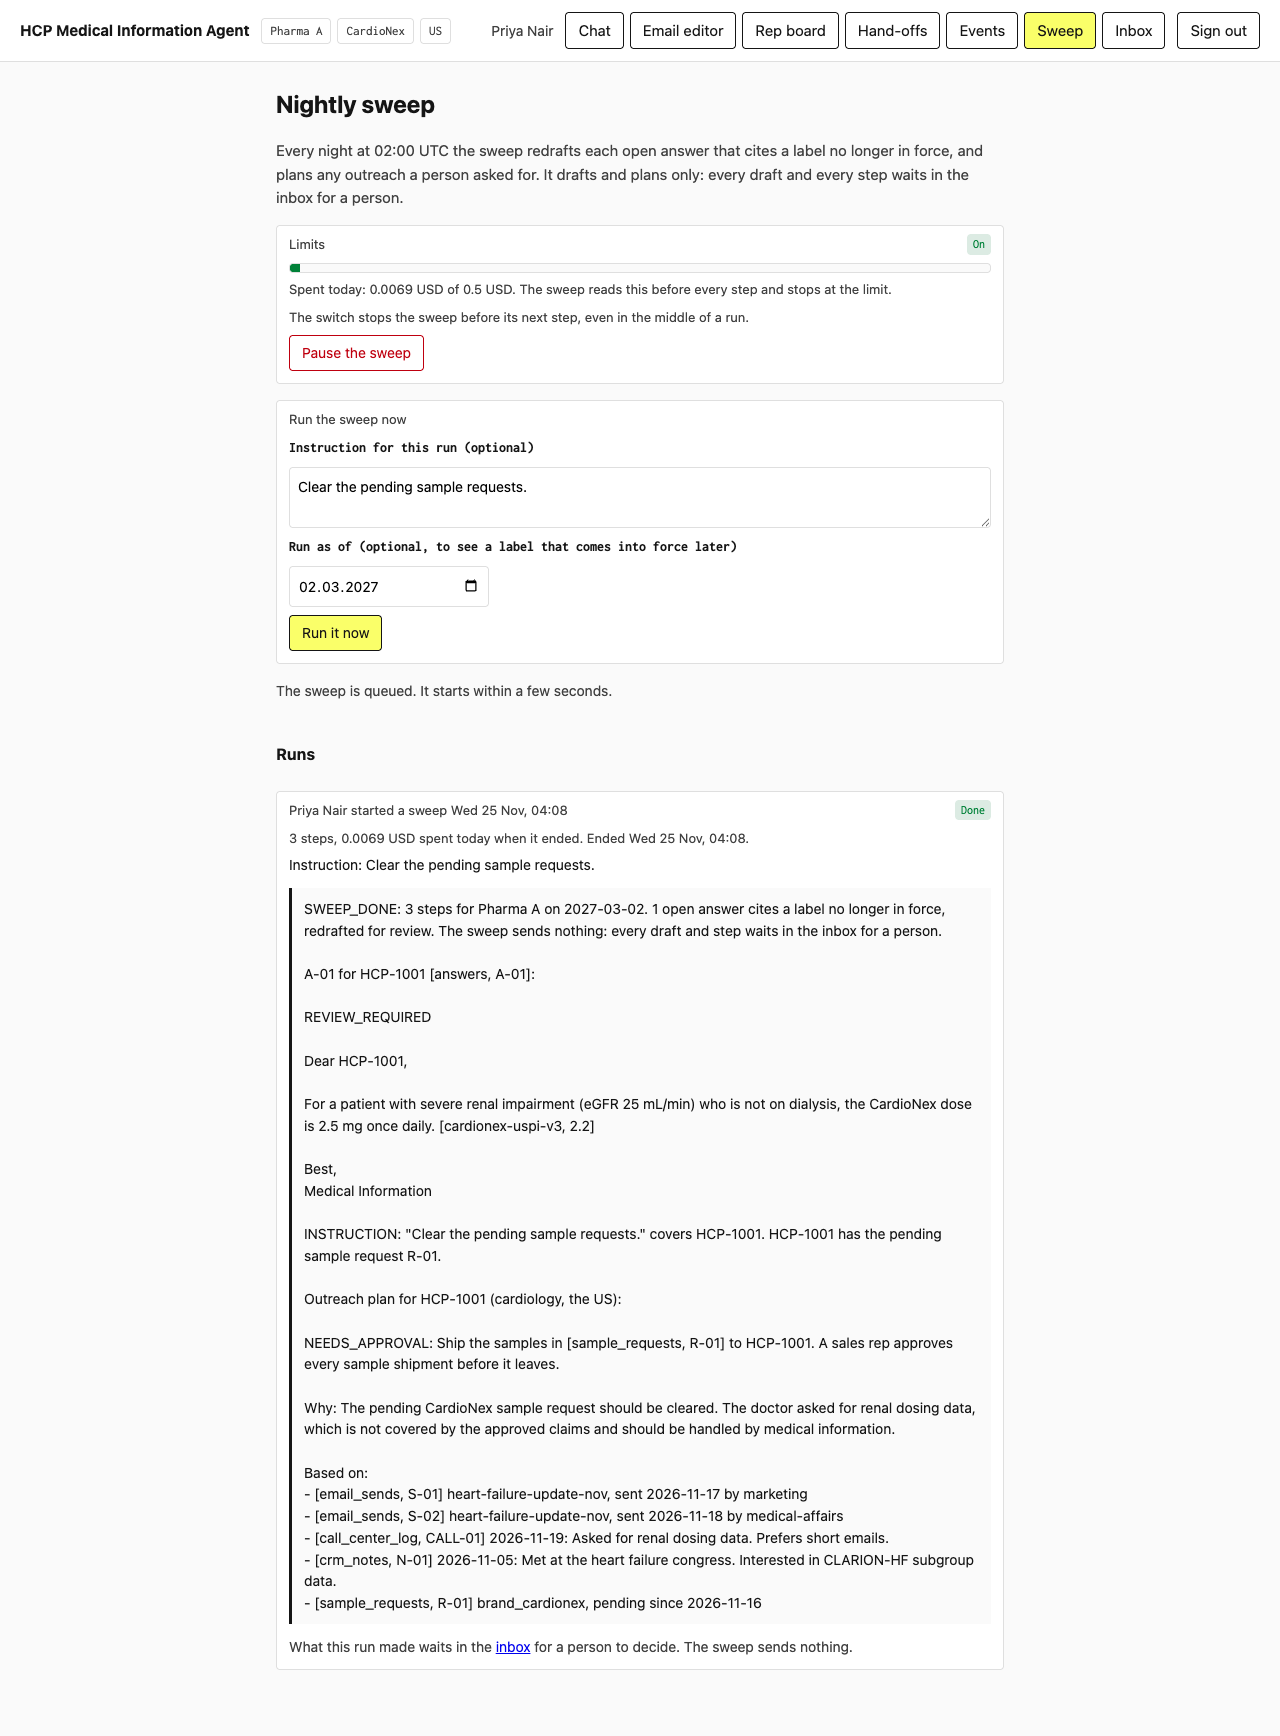 HCP Medical Information Agent
Pharma A
CardioNex
US
Priya Nair
Chat
Email editor
Rep board
Hand-offs
Events
Sweep
Inbox
Sign out
Nightly sweep
Every night at 02:00 UTC the sweep redrafts each open answer that cites a label no longer in force, and
plans any outreach a person asked for. It drafts and plans only: every draft and every step waits in the
inbox for a person.
Limits
On
Spent today: 0.0069 USD of 0.5 USD. The sweep reads this before every step and stops at the limit.
The switch stops the sweep before its next step, even in the middle of a run.
Pause the sweep
Run the sweep now
Instruction for this run (optional)
Clear the pending sample requests.
Run as of (optional, to see a label that comes into force later)
02.03.2027
Run it now
The sweep is queued. It starts within a few seconds.
Runs
Priya Nair started a sweep Wed 25 Nov, 04:08
Done
3 steps, 0.0069 USD spent today when it ended. Ended Wed 25 Nov, 04:08.
Instruction: Clear the pending sample requests.
SWEEP_DONE: 3 steps for Pharma A on 2027-03-02. 1 open answer cites a label no longer in force,
redrafted for review. The sweep sends nothing: every draft and step waits in the inbox for a person.
A-01 for HCP-1001 [answers, A-01]:
REVIEW_REQUIRED
Dear HCP-1001,
For a patient with severe renal impairment (eGFR 25 mL/min) who is not on dialysis, the CardioNex dose
is 2.5 mg once daily. [cardionex-uspi-v3, 2.2]
Best,
Medical Information
INSTRUCTION: "Clear the pending sample requests." covers HCP-1001. HCP-1001 has the pending
sample request R-01.
Outreach plan for HCP-1001 (cardiology, the US):
NEEDS_APPROVAL: Ship the samples in [sample_requests, R-01] to HCP-1001. A sales rep approves
every sample shipment before it leaves.
Why: The pending CardioNex sample request should be cleared. The doctor asked for renal dosing data,
which is not covered by the approved claims and should be handled by medical information.
Based on:
- [email_sends, S-01] heart-failure-update-nov, sent 2026-11-17 by marketing
- [email_sends, S-02] heart-failure-update-nov, sent 2026-11-18 by medical-affairs
- [call_center_log, CALL-01] 2026-11-19: Asked for renal dosing data. Prefers short emails.
- [crm_notes, N-01] 2026-11-05: Met at the heart failure congress. Interested in CLARION-HF subgroup
data.
- [sample_requests, R-01] brand_cardionex, pending since 2026-11-16
What this run made waits in the inbox for a person to decide. The sweep sends nothing.